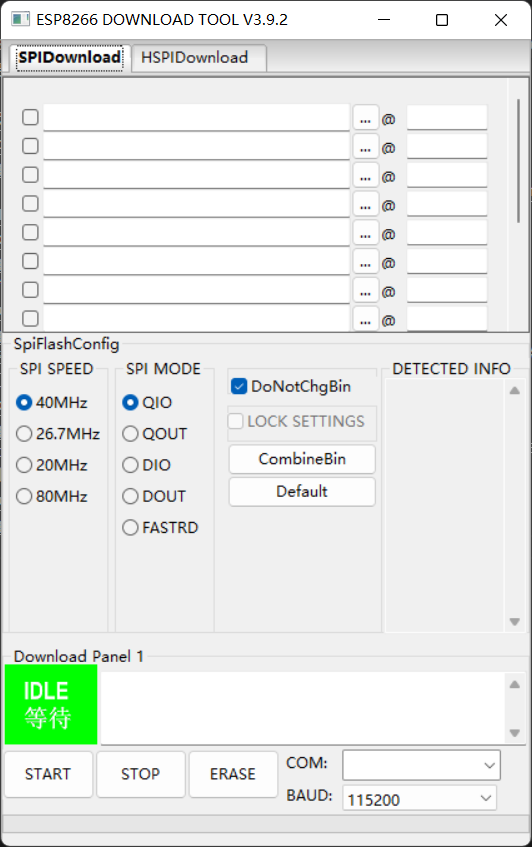 ESP8266 DOWNLOAD TOOL V3.9.2
SPIDownload HSPIDownload
... @
... @
... @
... @
... @
... @
... @
... @
SpiFlashConfig
SPI SPEED SPI MODE DETECTED INFO
DoNotChgBin
40MHz QIO
LOCK SETTINGS
26.7MHz QOUT
CombineBin
20MHz DIO
Default
80MHz DOUT
FASTRD
Download Panel 1
IDLE
等待
START STOP ERASE COM:
BAUD: 115200